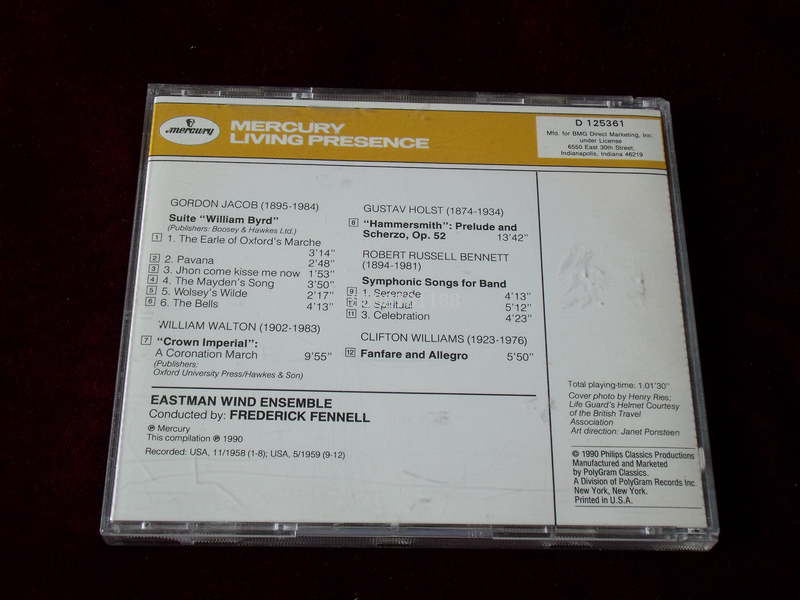 Mercury
MERCURY
LIVING PRESENCE
D 125361
Mfd. for BMG Direct Marketing, Inc.
under License
6550 East 30th Street,
Indianapolis, Indiana 46219
GORDON JACOB (1895-1984)
Suite "William Byrd"
(Publishers: Boosey & Hawkes Ltd.)
1 1. The Earle of Oxford's Marche
3'14"
2 2. Pavana 2'48"
3 3. Jhon come kisse me now 1'53"
4 4. The Mayden's Song 3'50"
5 5. Wolsey's Wilde 2'17"
6 6. The Bells 4'13"
WILLIAM WALTON (1902-1983)
7 "Crown Imperial":
A Coronation March 9'55"
(Publishers:
Oxford University Press/Hawkes & Son)
GUSTAV HOLST (1874-1934)
8 "Hammersmith": Prelude and
Scherzo, Op. 52 13'42"
ROBERT RUSSELL BENNETT
(1894-1981)
Symphonic Songs for Band
9 1. Serenade 4'13"
10 2. Spiritual 5'12"
11 3. Celebration 4'23"
CLIFTON WILLIAMS (1923-1976)
12 Fanfare and Allegro 5'50"
EASTMAN WIND ENSEMBLE
Conducted by: FREDERICK FENNELL
℗ Mercury
This compilation ℗ 1990
Recorded: USA, 11/1958 (1-8); USA, 5/1959 (9-12)
Total playing-time: 1.01'30"
Cover photo by Henry Ries;
Life Guard's Helmet Courtesy
of the British Travel
Association
Art direction: Janet Ponsteen
© 1990 Philips Classics Productions
Manufactured and Marketed
by PolyGram Classics.
A Division of PolyGram Records Inc.
New York, New York.
Printed in U.S.A.